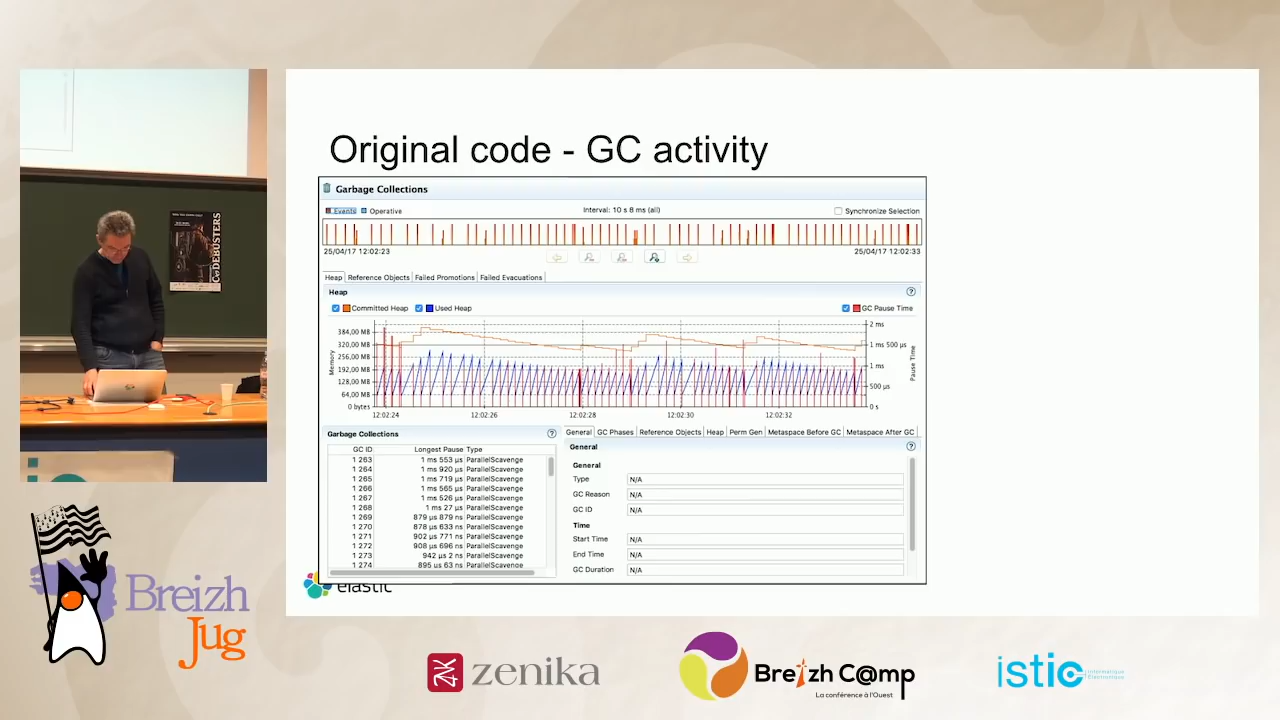 Original code - GC activity
Garbage Collections
Events Operative
Interval: 10 s 8 ms (all)
Synchronize Selection
25/04/17 12:02:23
25/04/17 12:02:33
Heap Reference Objects Failed Promotions Failed Evacuations
Heap
Committed Heap Used Heap
GC Pause Time
384,00 MB
320,00 MB
256,00 MB
192,00 MB
128,00 MB
64,00 MB
0 bytes
Memory
2 ms
1 ms 500 µs
1 ms
500 µs
0 s
Pause Time
12:02:24 12:02:26 12:02:28 12:02:30 12:02:32
Garbage Collections
GC ID Longest Pause Type
1 263 1 ms 553 µs ParallelScavenge
1 264 1 ms 920 µs ParallelScavenge
1 265 1 ms 719 µs ParallelScavenge
1 266 1 ms 565 µs ParallelScavenge
1 267 1 ms 526 µs ParallelScavenge
1 268 1 ms 27 µs ParallelScavenge
1 269 879 µs 879 ns ParallelScavenge
1 270 878 µs 633 ns ParallelScavenge
1 271 902 µs 771 ns ParallelScavenge
1 272 908 µs 696 ns ParallelScavenge
1 273 942 µs 2 ns ParallelScavenge
1 274 895 µs 63 ns ParallelScavenge
General GC Phases Reference Objects Heap Perm Gen Metaspace Before GC Metaspace After GC
General
General
Type N/A
GC Reason N/A
GC ID N/A
Time
Start Time N/A
End Time N/A
GC Duration N/A
elastic
CODEBUSTERS
Breizh
Jug
zenika
Breizh C@mp
La conférence à l'Ouest
istic
Informatique
Électronique